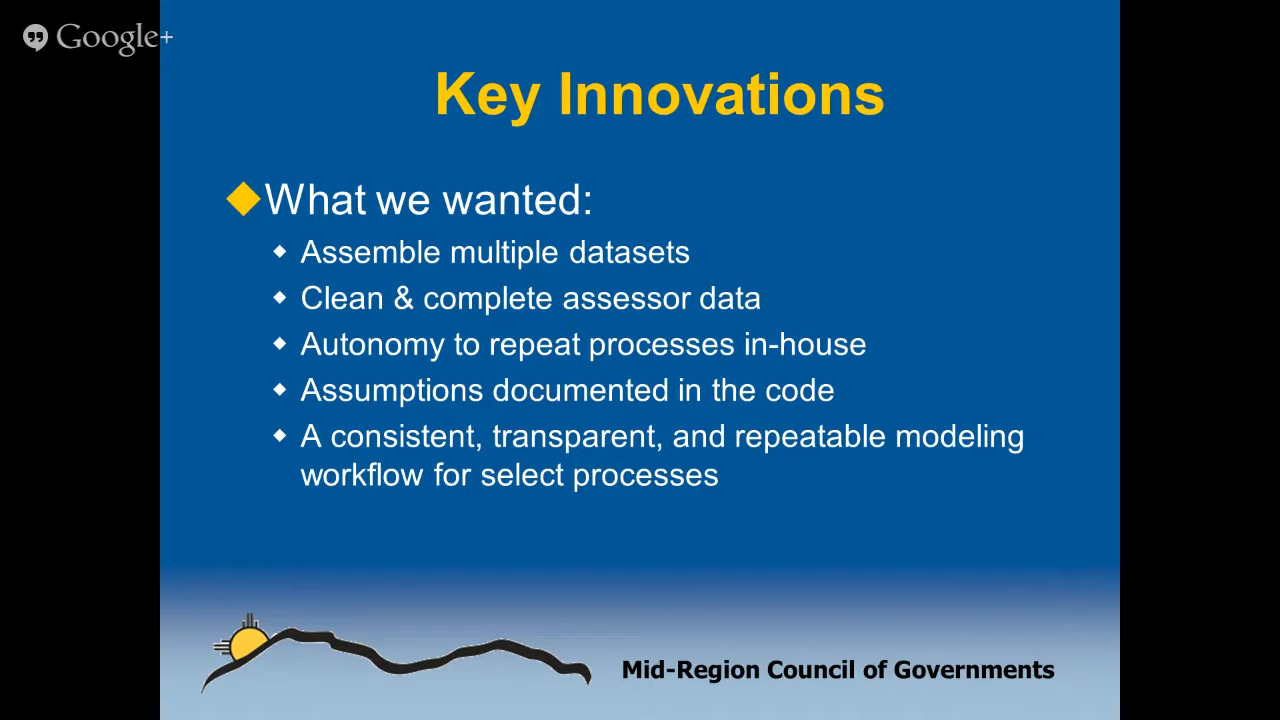 Google+
Key Innovations
What we wanted:
Assemble multiple datasets
Clean & complete assessor data
Autonomy to repeat processes in-house
Assumptions documented in the code
A consistent, transparent, and repeatable modeling
workflow for select processes
Mid-Region Council of Governments